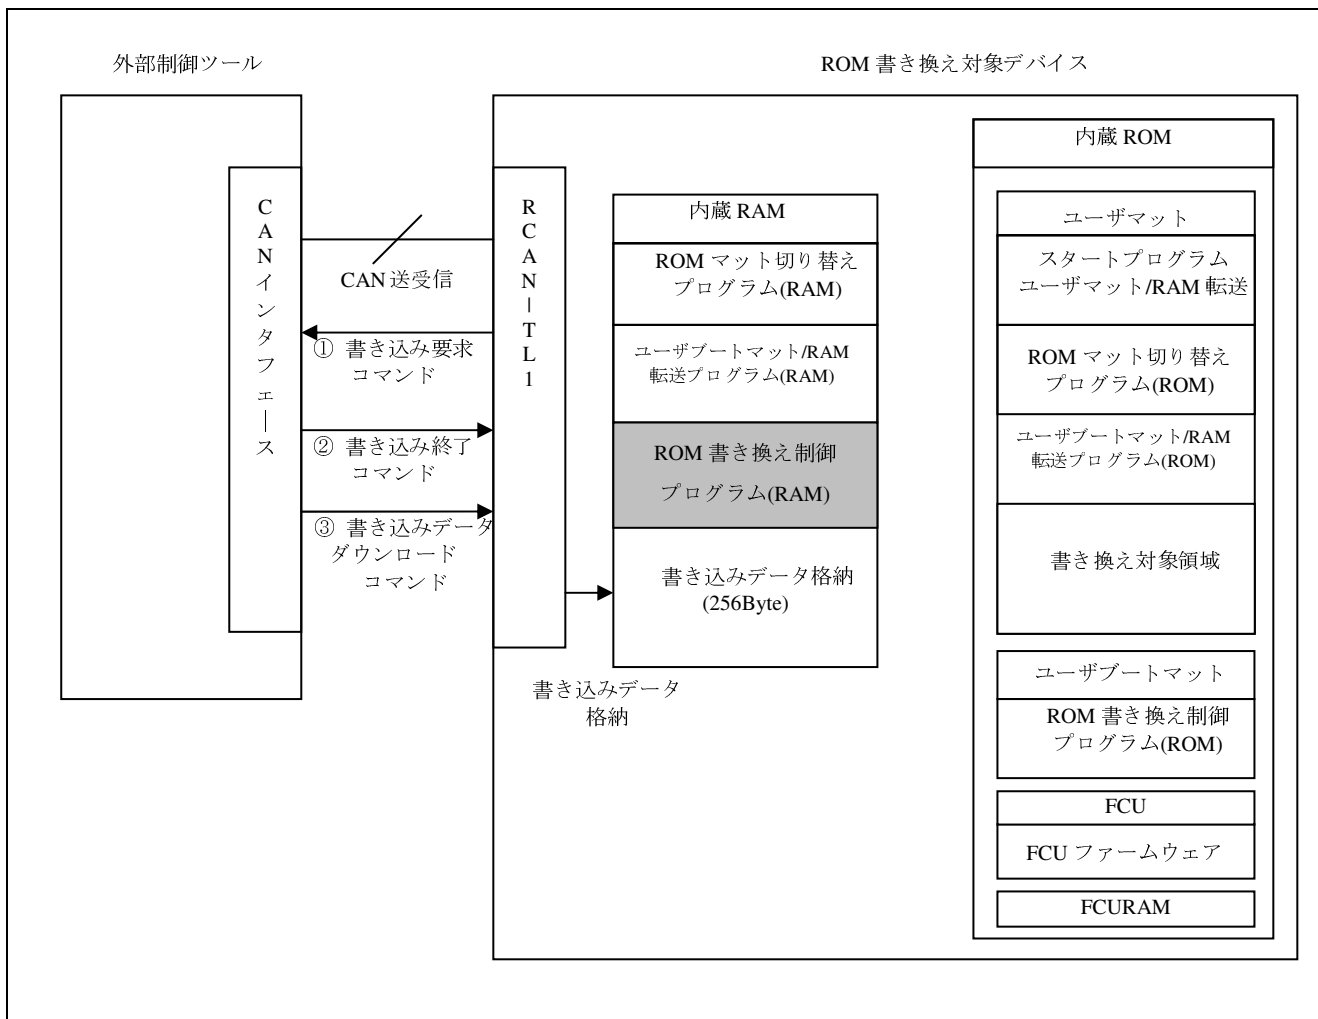 外部制御ツール
ROM 書き換え対象デバイス
CANインタフェース
CAN 送受信
① 書き込み要求
コマンド
② 書き込み終了
コマンド
③ 書き込みデータ
ダウンロード
コマンド
RCAN－TL1
書き込みデータ
格納
内蔵 RAM
ROM マット切り替え
プログラム(RAM)
ユーザブートマット/RAM
転送プログラム(RAM)
ROM 書き換え制御
プログラム(RAM)
書き込みデータ格納
(256Byte)
内蔵 ROM
ユーザマット
スタートプログラム
ユーザマット/RAM 転送
ROM マット切り替え
プログラム(ROM)
ユーザブートマット/RAM
転送プログラム(ROM)
書き換え対象領域
ユーザブートマット
ROM 書き換え制御
プログラム(ROM)
FCU
FCU ファームウェア
FCURAM